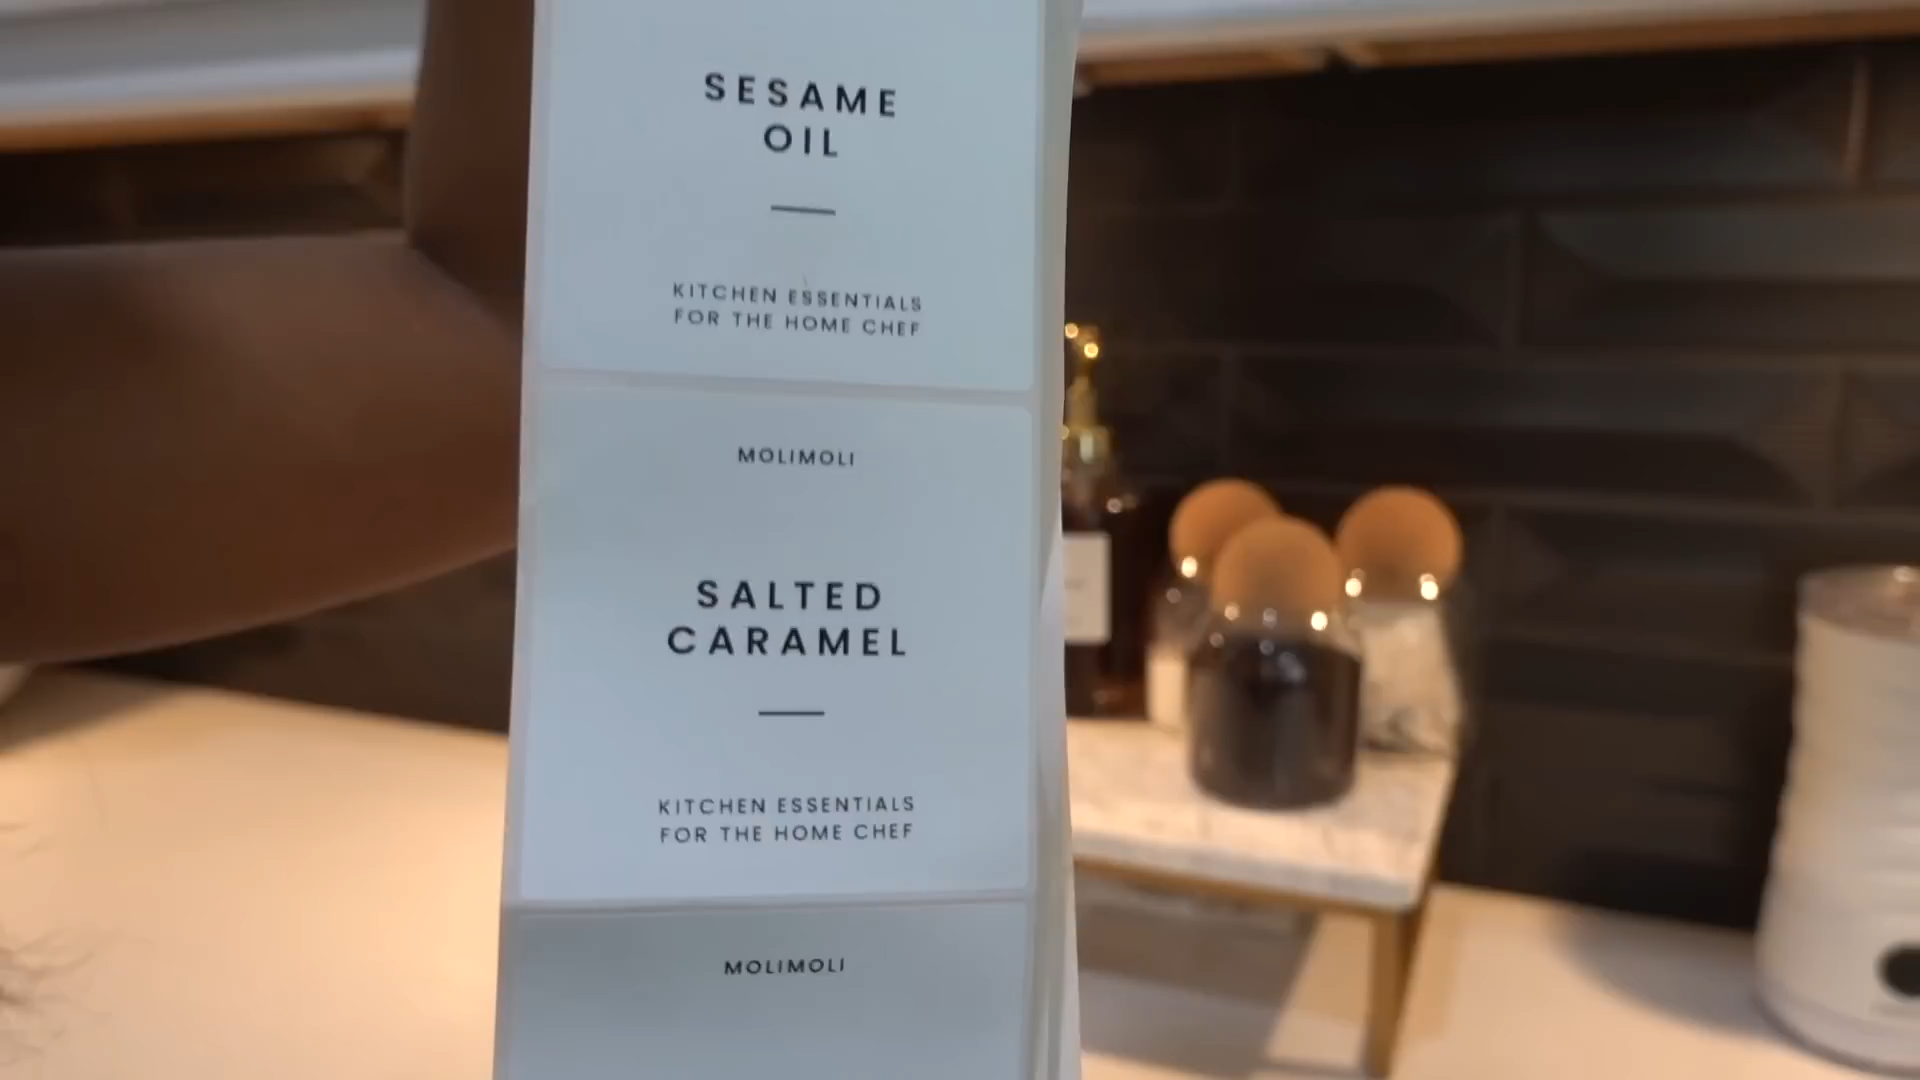 SESAME
OIL
KITCHEN ESSENTIALS
FOR THE HOME CHEF
MOLIMOLI
SALTED
CARAMEL
KITCHEN ESSENTIALS
FOR THE HOME CHEF
MOLIMOLI